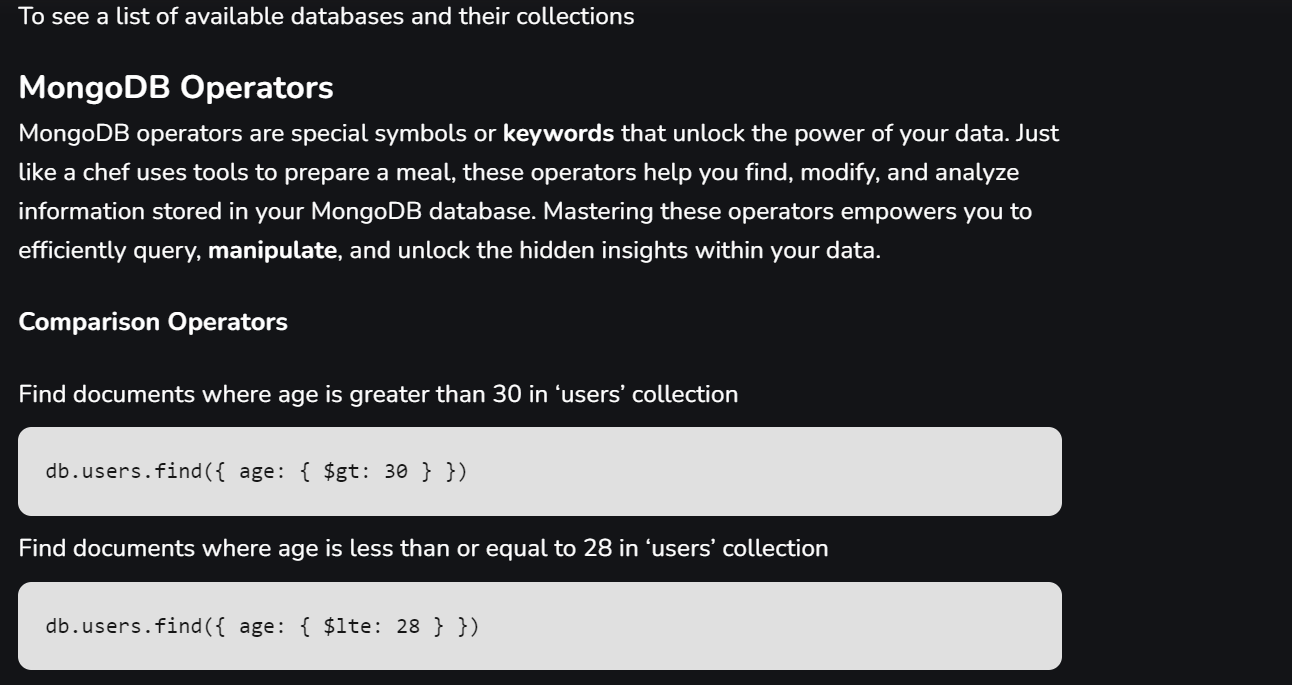 To see a list of available databases and their collections
MongoDB Operators
MongoDB operators are special symbols or keywords that unlock the power of your data. Just
like a chef uses tools to prepare a meal, these operators help you find, modify, and analyze
information stored in your MongoDB database. Mastering these operators empowers you to
efficiently query, manipulate, and unlock the hidden insights within your data.
Comparison Operators
Find documents where age is greater than 30 in ‘users’ collection
db.users.find({ age: { $gt: 30 } })
Find documents where age is less than or equal to 28 in ‘users’ collection
db.users.find({ age: { $lte: 28 } })